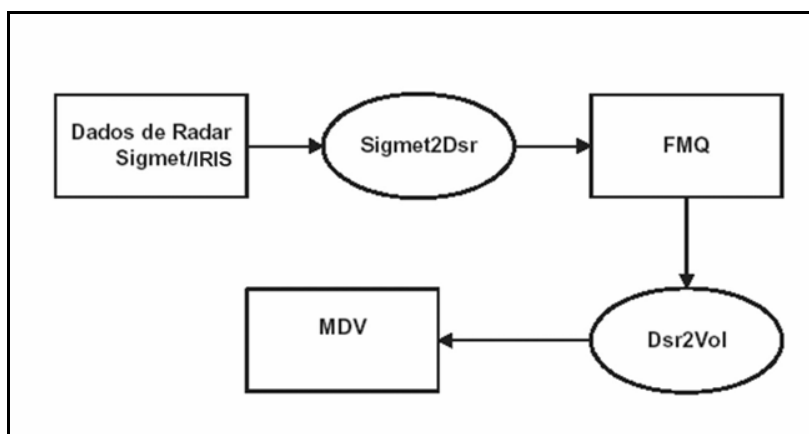 Dados de Radar
Sigmet/IRIS
Sigmet2Dsr
FMQ
MDV
Dsr2Vol